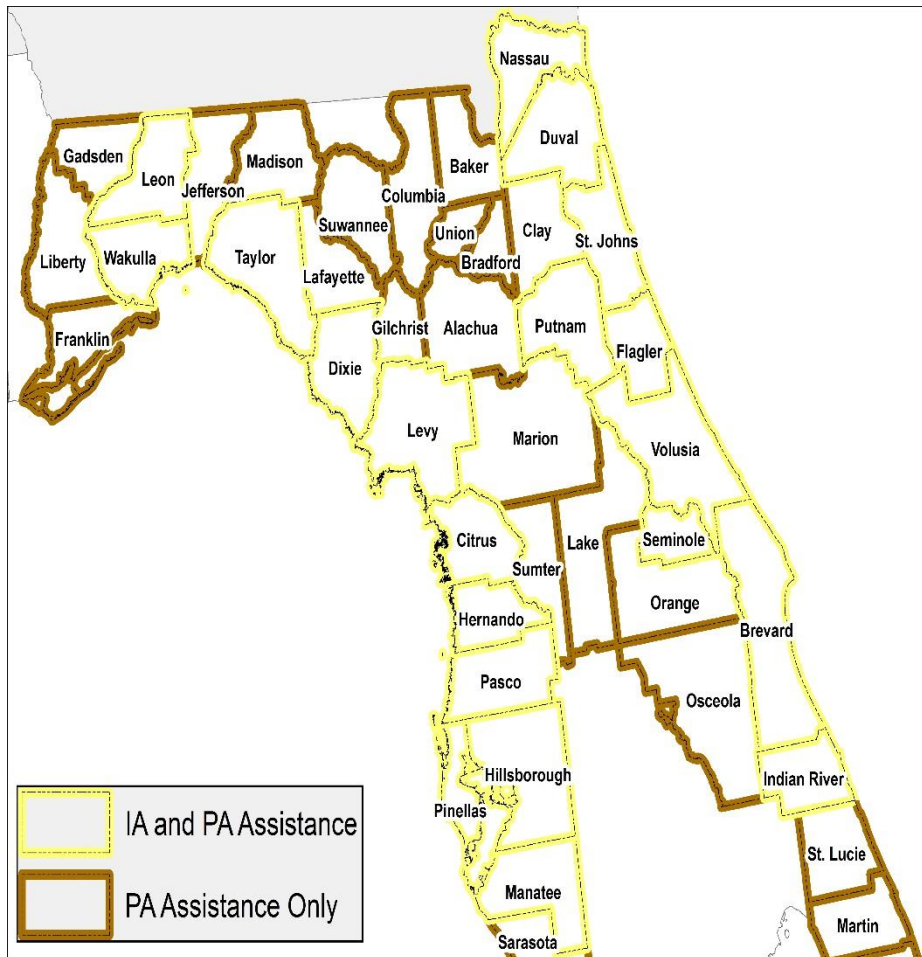 Nassau
Duval
Gadsden
Leon
Madison
Jefferson
Baker
Columbia
Suwannee
Union
Clay
St. Johns
Bradford
Liberty
Wakulla
Taylor
Lafayette
Gilchrist
Alachua
Putnam
Franklin
Flagler
Dixie
Levy
Marion
Volusia
Citrus
Lake
Seminole
Sumter
Orange
Hernando
Brevard
Pasco
Osceola
Hillsborough
Indian River
Pinellas
St. Lucie
Manatee
Martin
Sarasota
IA and PA Assistance
PA Assistance Only